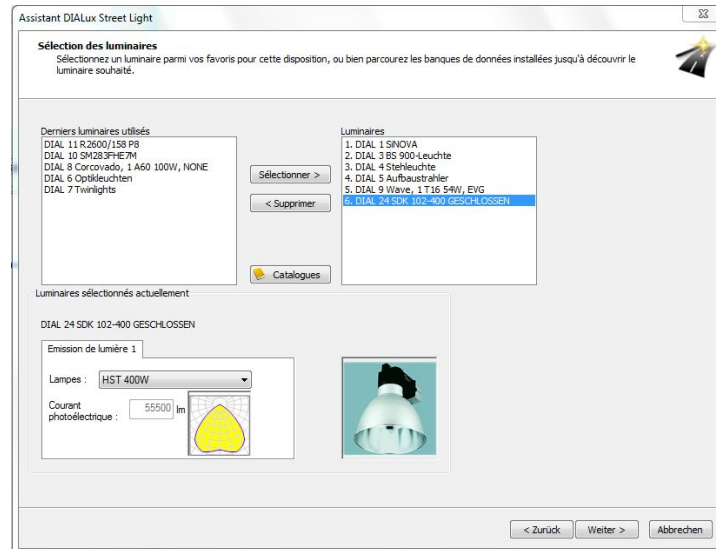 Assistant DIALux Street Light
Sélection des luminaires
Sélectionnez un luminaire parmi vos favoris pour cette disposition, ou bien parcourez les banques de données installées jusqu'à découvrir le
luminaire souhaité.
Derniers luminaires utilisés
DIAL 11 R2600/158 P8
DIAL 10 SM283FHE7M
DIAL 8 Corcovado, 1 A60 100W, NONE
DIAL 6 Optikleuchten
DIAL 7 Twinlights
Sélectionner >
< Supprimer
Catalogues
Luminaires
1. DIAL 1 SINOVA
2. DIAL 3 BS 900-Leuchte
3. DIAL 4 Stehleuchte
4. DIAL 5 Aufbaustrahler
5. DIAL 9 Wave, 1 T16 54W, EVG
6. DIAL 24 SDK 102-400 GESCHLOSSEN
Luminaires sélectionnés actuellement
DIAL 24 SDK 102-400 GESCHLOSSEN
Emission de lumière 1
Lampes : HST 400W
Courant
photoélectrique : 55500 lm
< Zurück Weiter > Abbrechen